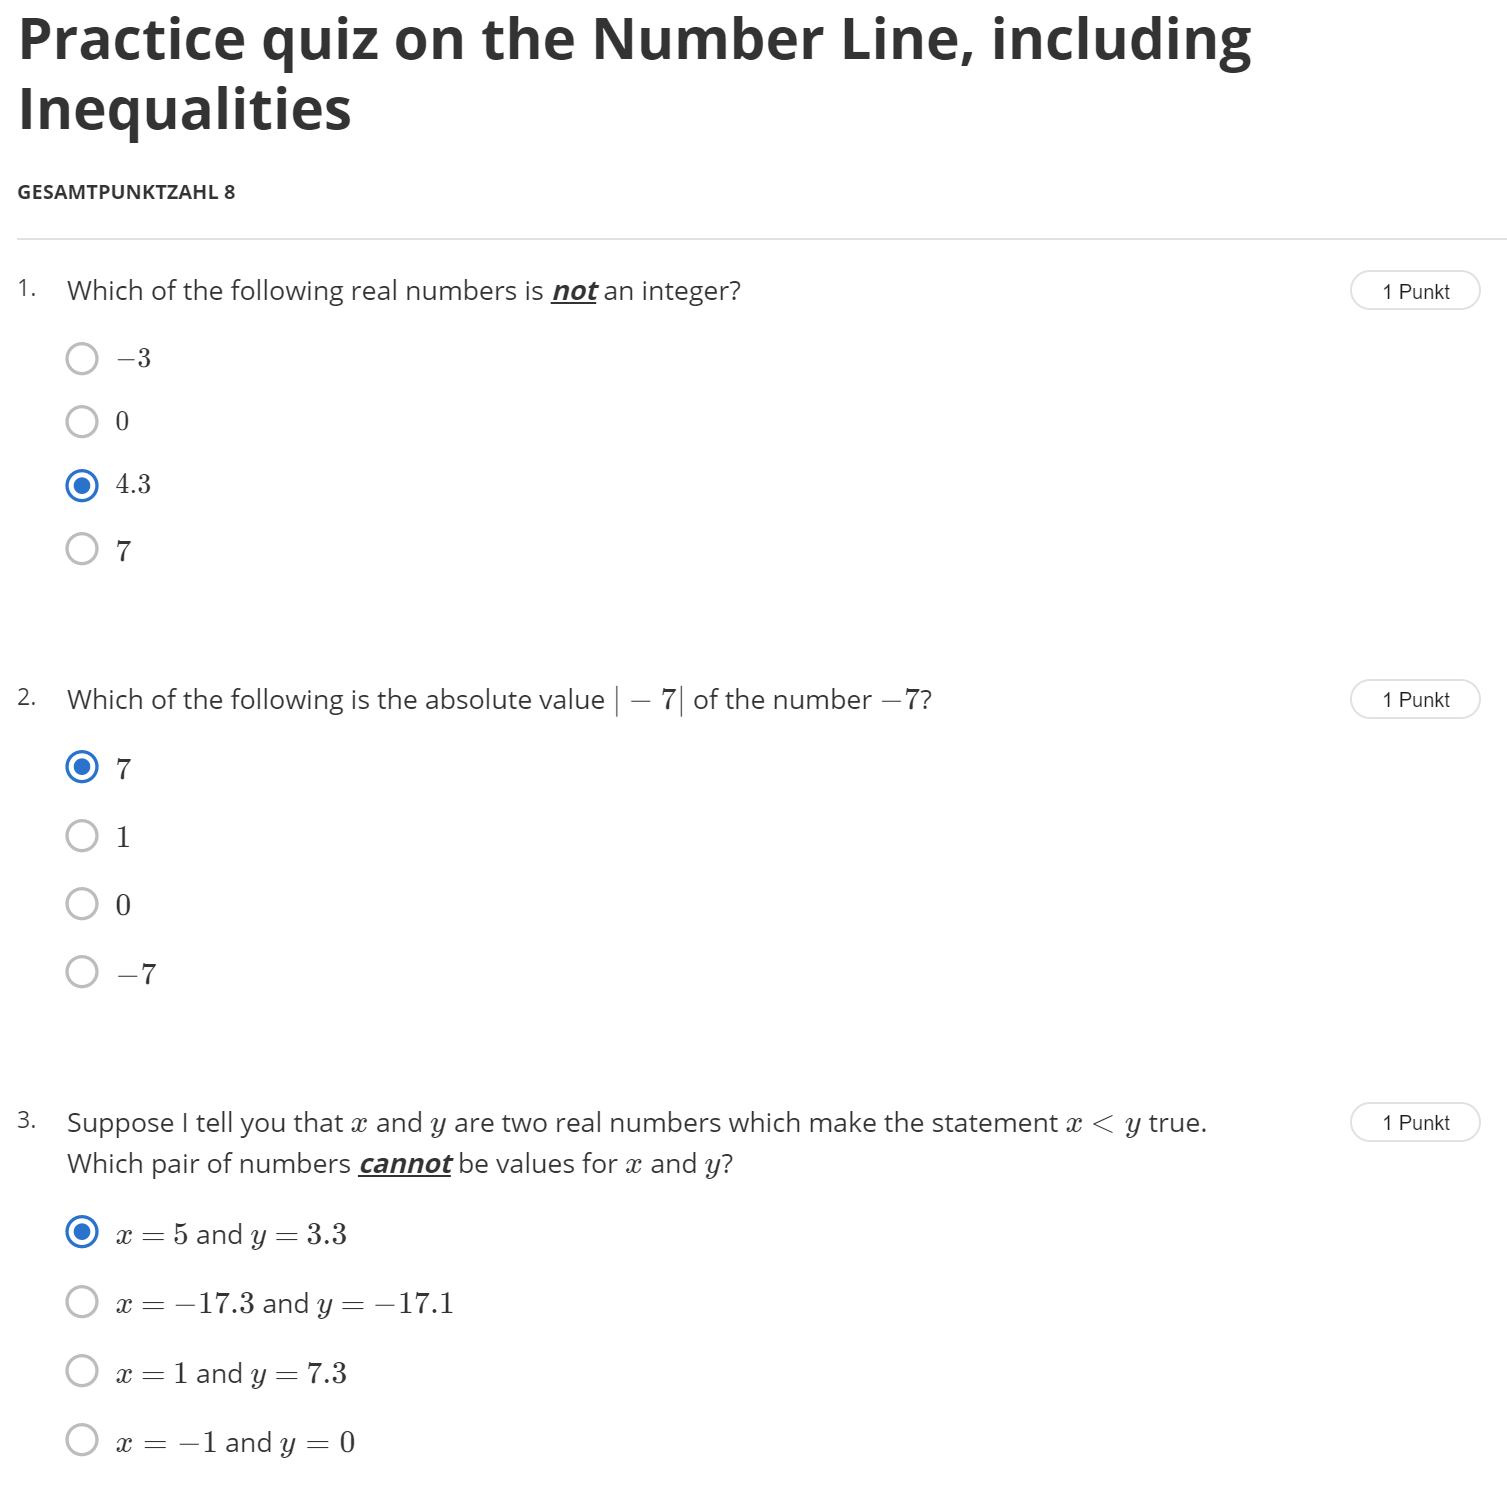 Practice quiz on the Number Line, including
Inequalities
GESAMTPUNKTZAHL 8
1. Which of the following real numbers is not an integer? 1 Punkt
−3
0
4.3
7
2. Which of the following is the absolute value | − 7| of the number −7? 1 Punkt
7
1
0
−7
3. Suppose I tell you that x and y are two real numbers which make the statement x < y true. 1 Punkt
Which pair of numbers cannot be values for x and y?
x = 5 and y = 3.3
x = −17.3 and y = −17.1
x = 1 and y = 7.3
x = −1 and y = 0